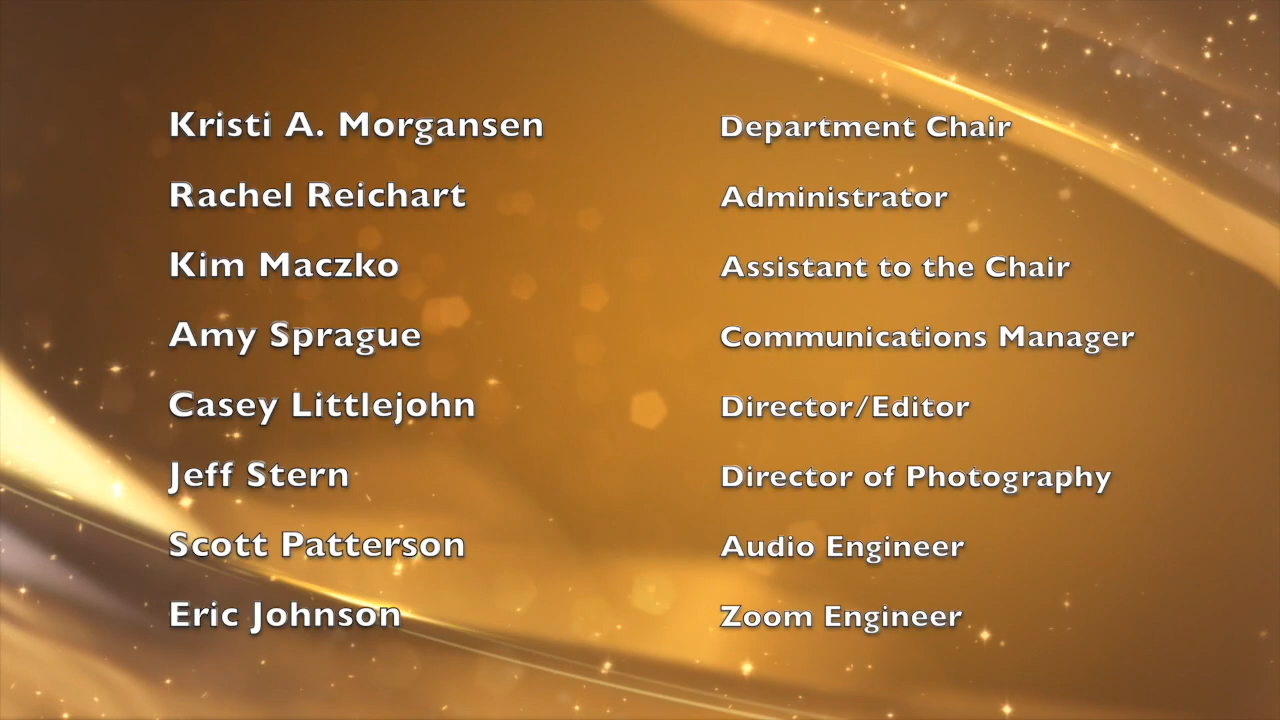 Kristi A. Morgansen Department Chair
Rachel Reichart Administrator
Kim Maczko Assistant to the Chair
Amy Sprague Communications Manager
Casey Littlejohn Director/Editor
Jeff Stern Director of Photography
Scott Patterson Audio Engineer
Eric Johnson Zoom Engineer